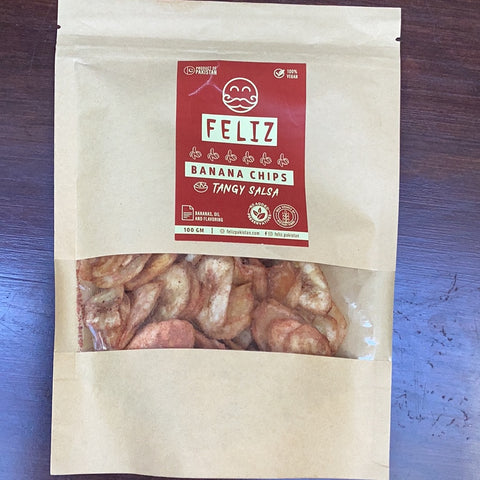 PRODUCT OF
PAKISTAN
100%
VEGAN
FELIZ
BANANA CHIPS
TANGY SALSA
BANANAS, OIL
AND FLAVORING
100 GM
felizpakistan.com
feliz.pakistan